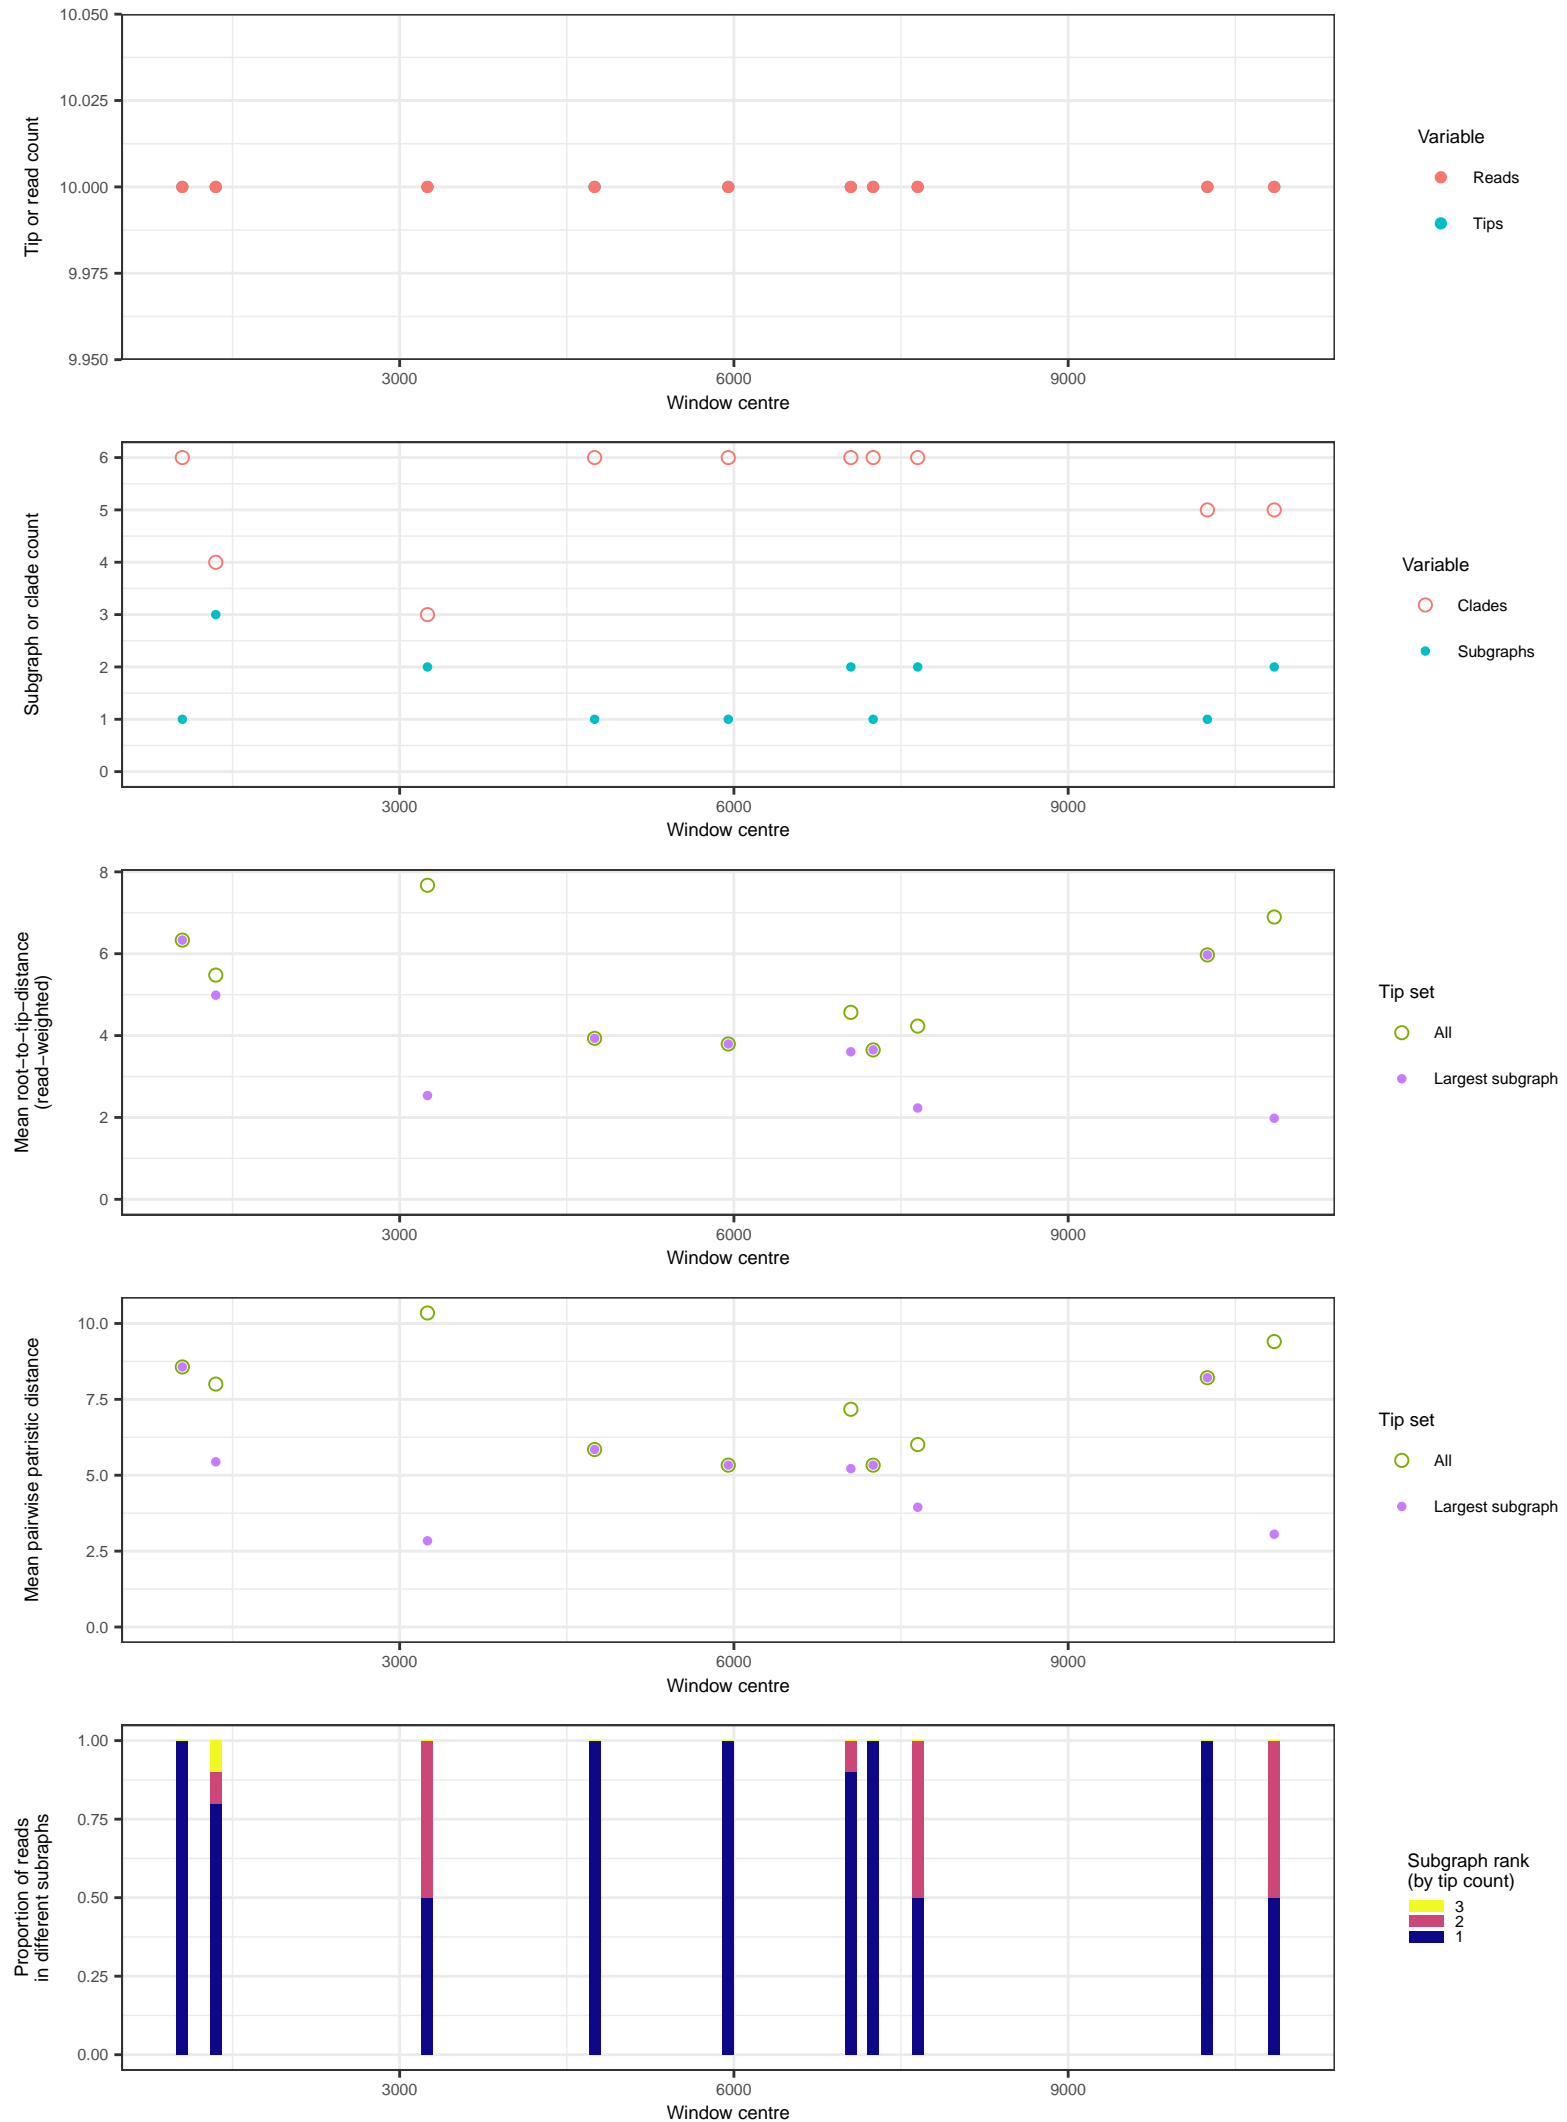 10.050
10.025
10.000
9.975
9.950
Tip or read count
3000 6000 9000
Window centre
Variable
Reads
Tips
6
5
4
3
2
1
0
Subgraph or clade count
3000 6000 9000
Window centre
Variable
Clades
Subgraphs
8
6
4
2
0
Mean root−to−tip−distance
(read−weighted)
3000 6000 9000
Window centre
Tip set
All
Largest subgraph
10.0
7.5
5.0
2.5
0.0
Mean pairwise patristic distance
3000 6000 9000
Window centre
Tip set
All
Largest subgraph
1.00
0.75
0.50
0.25
0.00
Proportion of reads
in different subraphs
3000 6000 9000
Window centre
Subgraph rank
(by tip count)
3
2
1